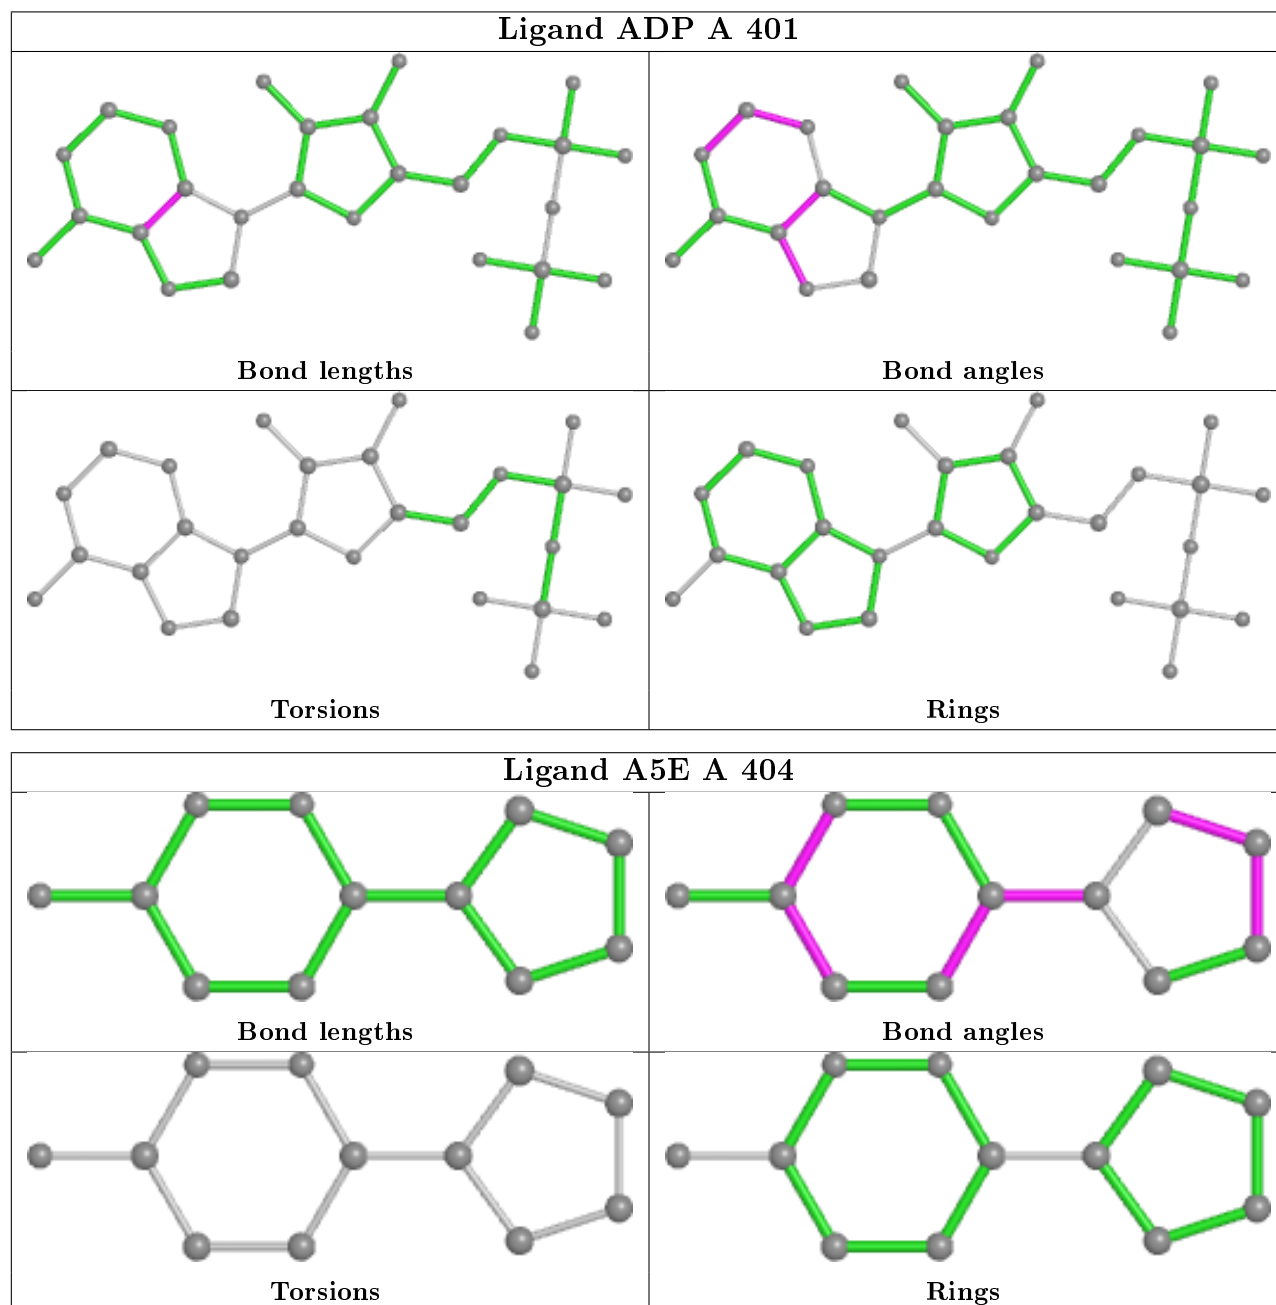 Ligand ADP A 401
Bond lengths
Bond angles
Torsions
Rings
Ligand A5E A 404
Bond lengths
Bond angles
Torsions
Rings